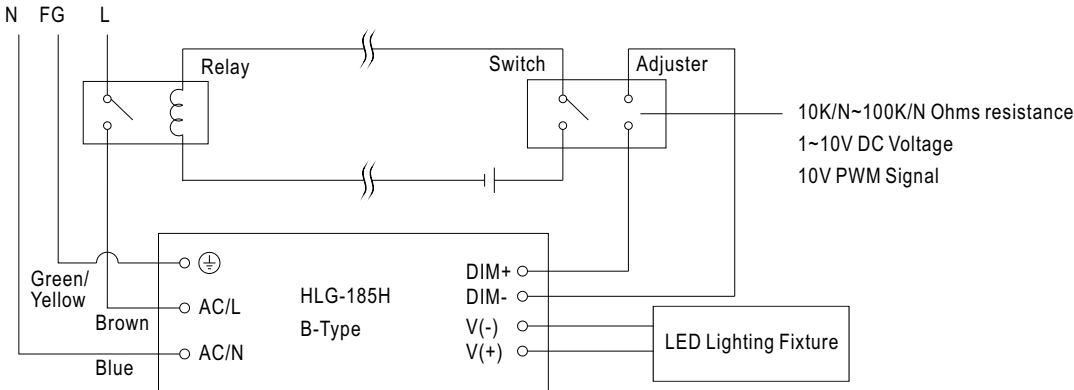 N FG L
Relay
Switch
Adjuster
10K/N~100K/N Ohms resistance
1~10V DC Voltage
10V PWM Signal
Green/
Yellow
Brown
Blue
AC/L
AC/N
HLG-185H
B-Type
DIM+
DIM-
V(-)
V(+)
LED Lighting Fixture